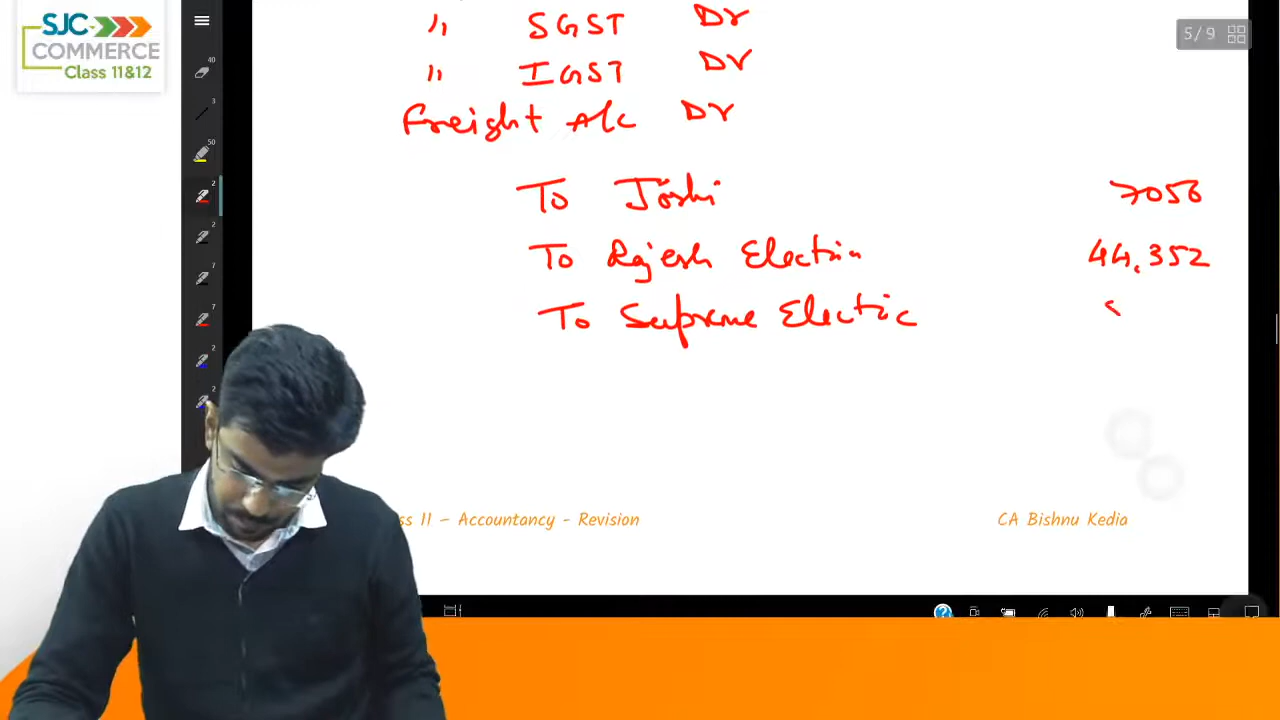 SJC
COMMERCE
Class 11&12
5 / 9
" SGST Dr
" IGST Dr
Freight A/c Dr
To Joshi 7056
To Rajesh Electric 44,352
To Supreme Electric
ss 11 – Accountancy - Revision
CA Bishnu Kedia